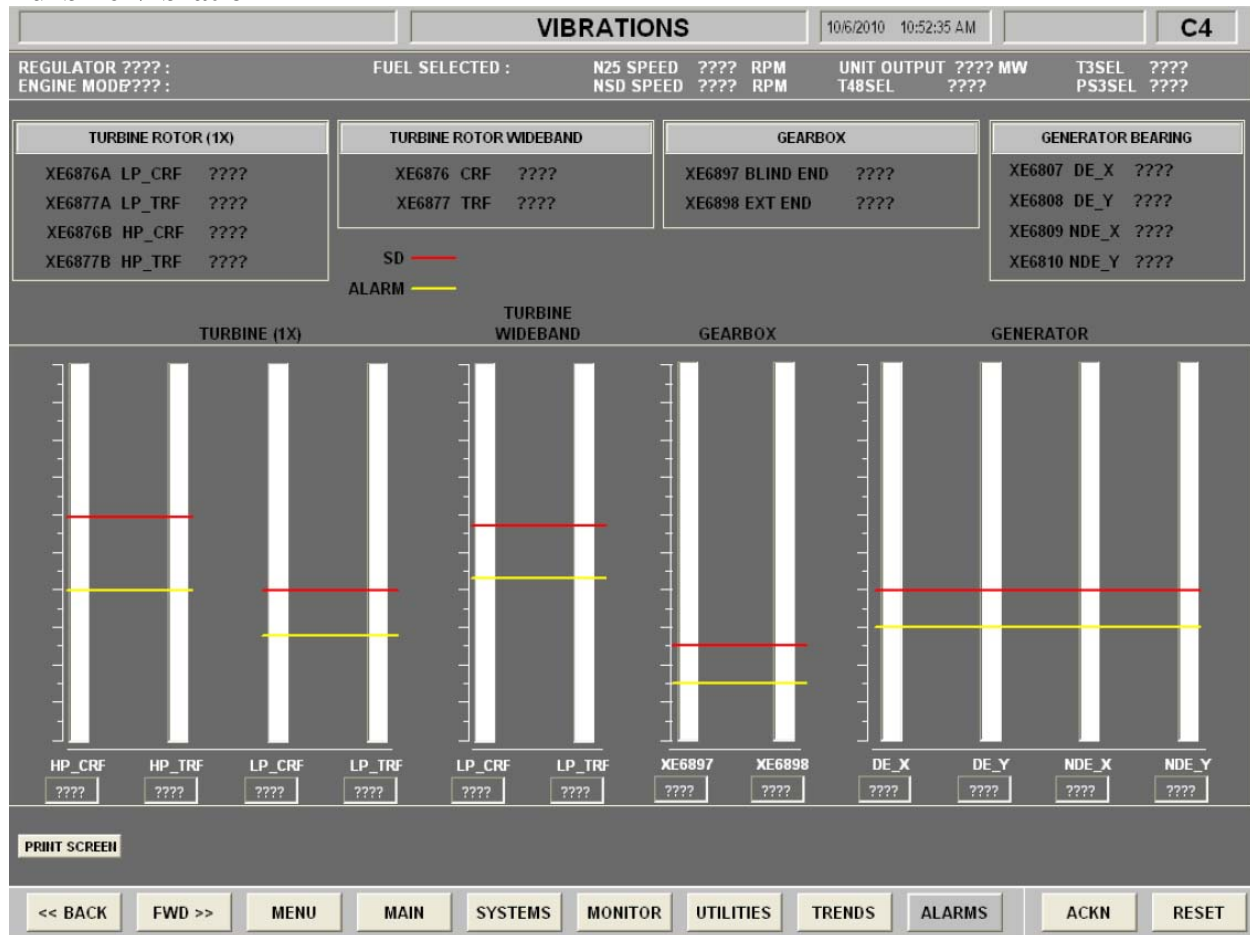 VIBRATIONS
10/6/2010 10:52:35 AM
C4
REGULATOR ???? :
FUEL SELECTED :
N25 SPEED ???? RPM
UNIT OUTPUT ???? MW
T3SEL ????
ENGINE MODE???? :
NSD SPEED ???? RPM
T48SEL ????
PS3SEL ????
TURBINE ROTOR (1X)
XE6876A LP_CRF ????
XE6877A LP_TRF ????
XE6876B HP_CRF ????
XE6877B HP_TRF ????
TURBINE ROTOR WIDEBAND
XE6876 CRF ????
XE6877 TRF ????
GEARBOX
XE6897 BLIND END ????
XE6898 EXT END ????
GENERATOR BEARING
XE6807 DE_X ????
XE6808 DE_Y ????
XE6809 NDE_X ????
XE6810 NDE_Y ????
SD
ALARM
TURBINE (1X)
TURBINE
WIDEBAND
GEARBOX
GENERATOR
HP_CRF HP_TRF LP_CRF LP_TRF LP_CRF LP_TRF XE6897 XE6898 DE_X DE_Y NDE_X NDE_Y
???? ???? ???? ???? ???? ???? ???? ???? ???? ???? ???? ????
PRINT SCREEN
<< BACK FWD >> MENU MAIN SYSTEMS MONITOR UTILITIES TRENDS ALARMS ACKN RESET